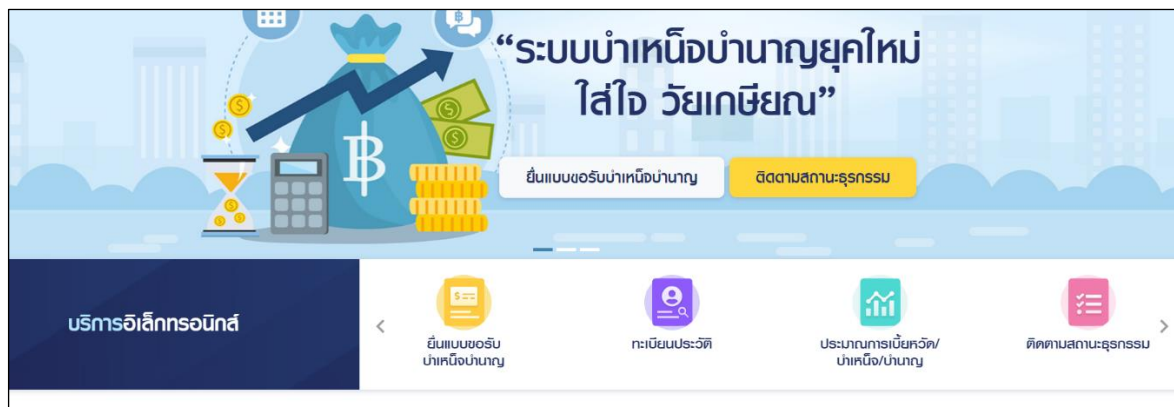 “ระบบบำเหน็จบำนาญยุคใหม่
ใส่ใจ วัยเกษียณ”
ยื่นแบบขอรับบำเหน็จบำนาญ
ติดตามสถานะธุรกรรม
บริการอิเล็กทรอนิกส์
ยื่นแบบขอรับ
บำเหน็จบำนาญ
ทะเบียนประวัติ
ประมาณการเบี้ยหวัด/
บำเหน็จ/บำนาญ
ติดตามสถานะธุรกรรม